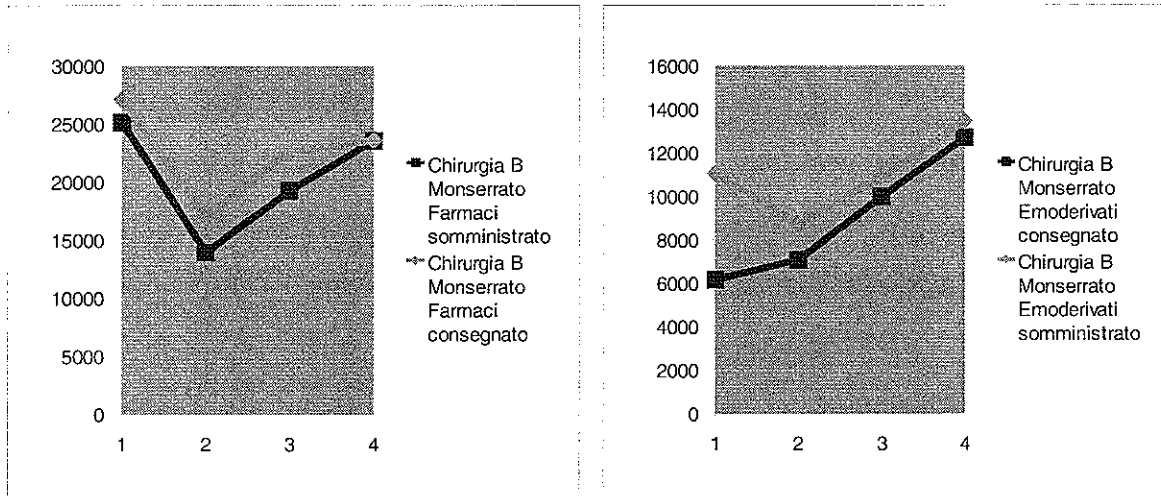 30000
25000
20000
15000
10000
5000
0
1 2 3 4
Chirurgia B
Monserrato
Farmaci
somministrato
Chirurgia B
Monserrato
Farmaci
consegnato
16000
14000
12000
10000
8000
6000
4000
2000
0
1 2 3 4
Chirurgia B
Monserrato
Emoderivati
consegnato
Chirurgia B
Monserrato
Emoderivati
somministrato